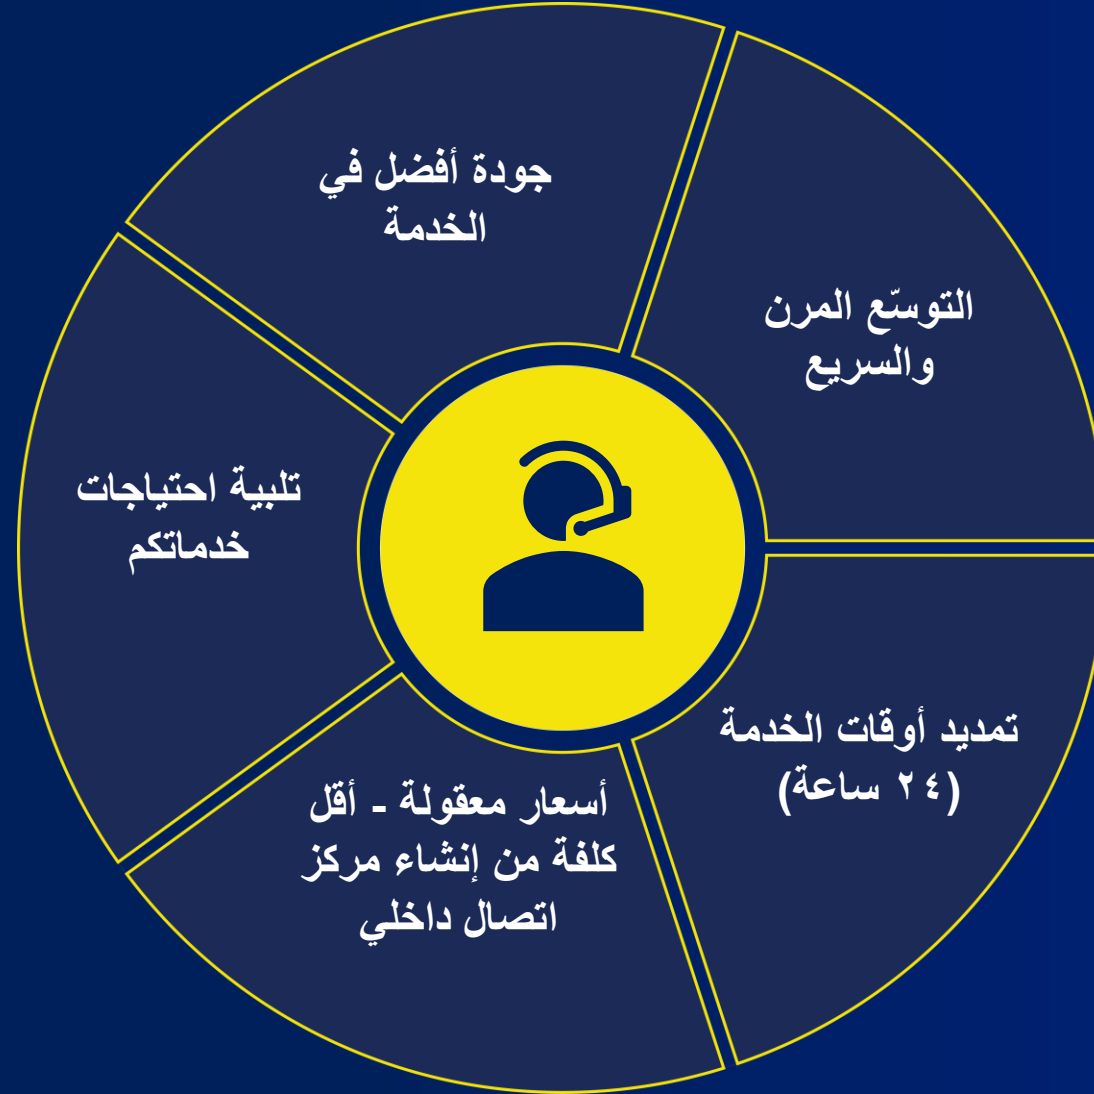 جودة أفضل في
الخدمة
التوسّع المرن
والسريع
تلبية احتياجات
خدماتكم
تمديد أوقات الخدمة
(٢٤ ساعة)
أسعار معقولة - أقل
كلفة من إنشاء مركز
اتصال داخلي